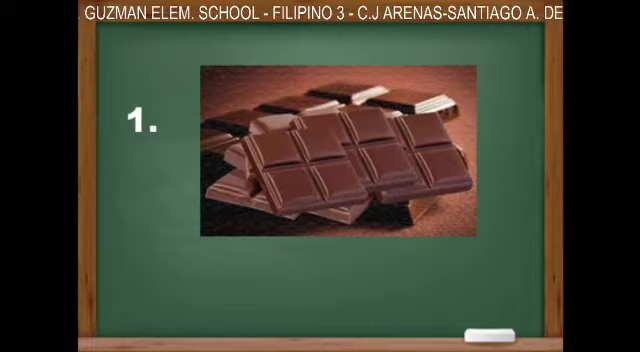 . GUZMAN ELEM. SCHOOL - FILIPINO 3 - C.J ARENAS-SANTIAGO A. DE
1.